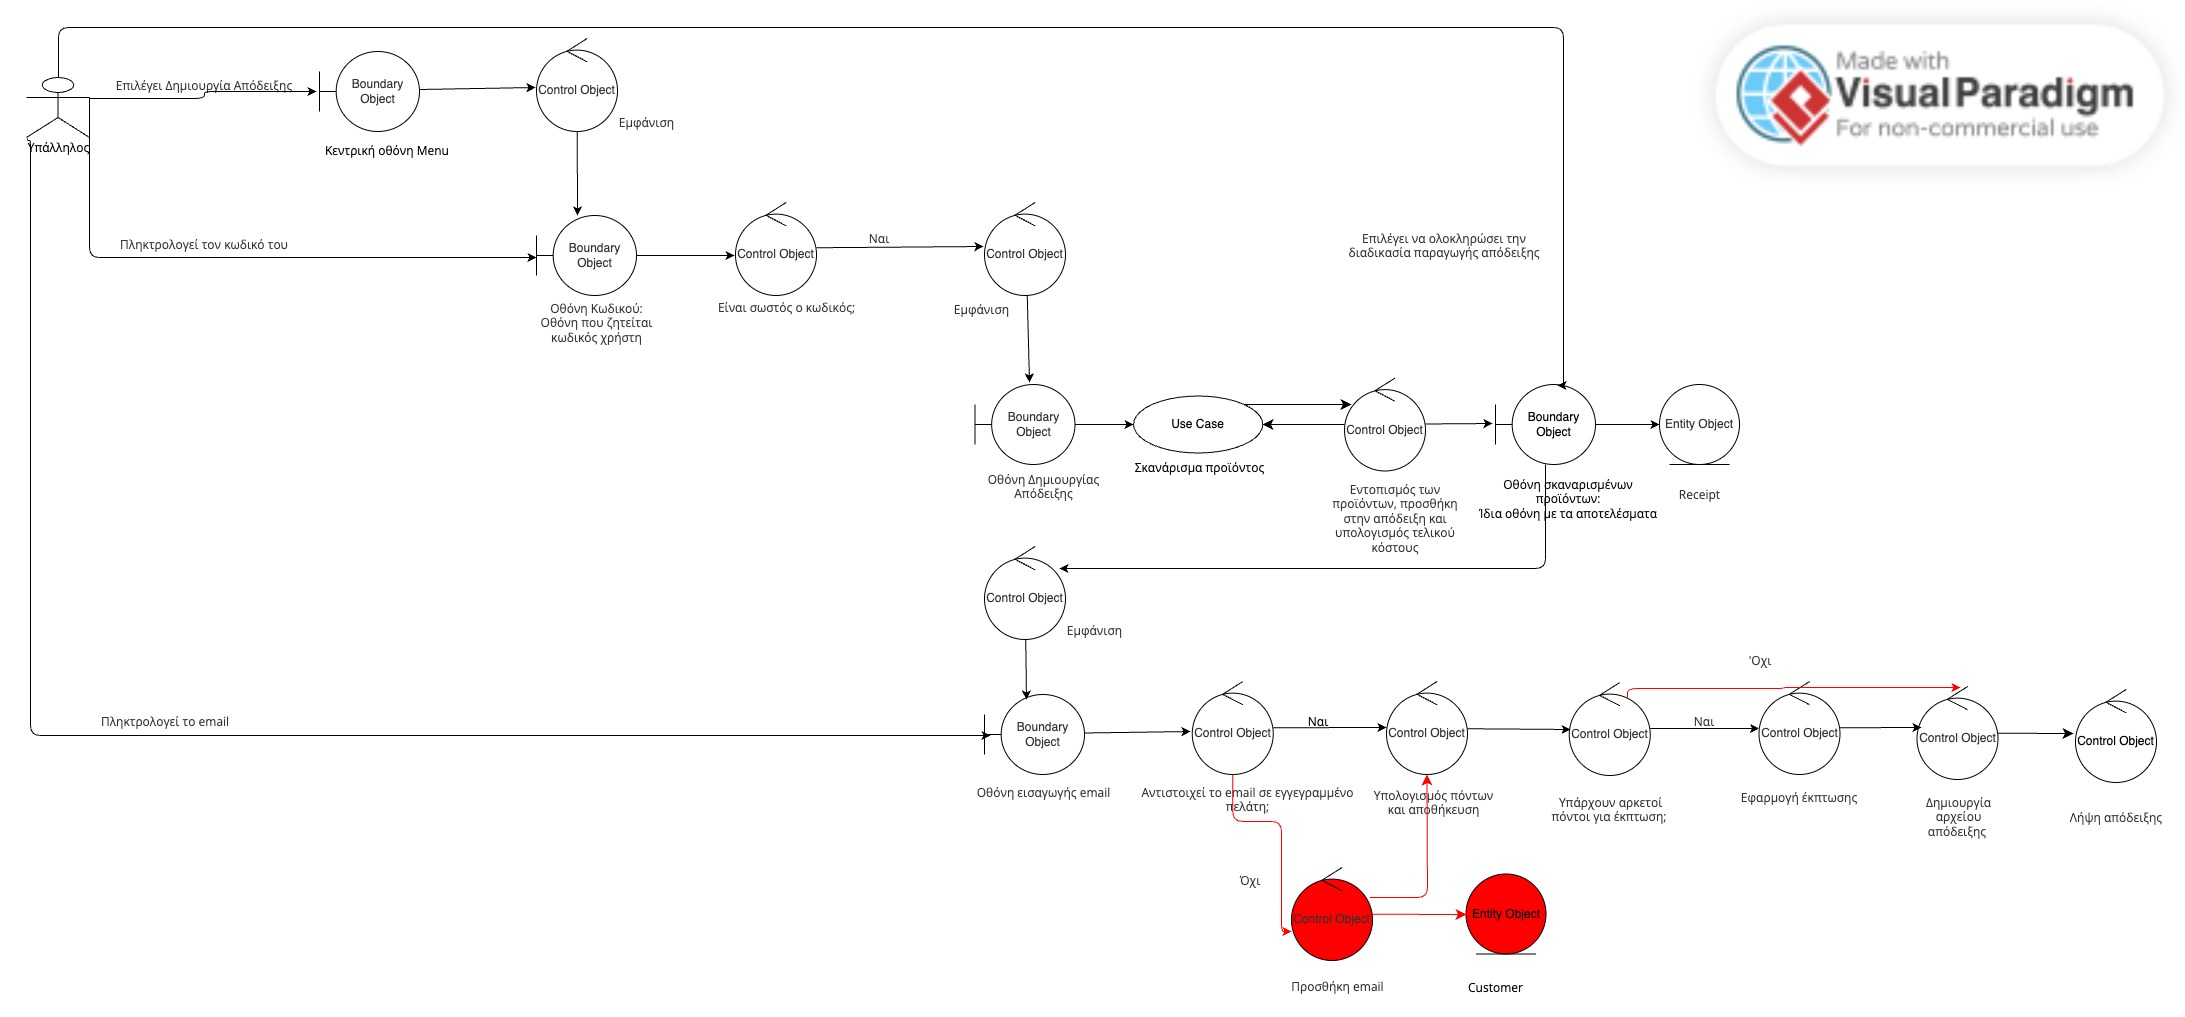 Made with
Visual Paradigm
For non-commercial use
Επιλέγει Δημιουργία Απόδειξης
Boundary
Object
Control Object
Εμφάνιση
Υπάλληλος
Κεντρική οθόνη Menu
Πληκτρολογεί τον κωδικό του
Boundary
Object
Control Object
Ναι
Control Object
Επιλέγει να ολοκληρώσει την
διαδικασία παραγωγής απόδειξης
Οθόνη Κωδικού:
Οθόνη που ζητείται
κωδικός χρήστη
Είναι σωστός ο κωδικός;
Εμφάνιση
Boundary
Object
Use Case
Control Object
Boundary
Object
Entity Object
Οθόνη Δημιουργίας
Απόδειξης
Σκανάρισμα προϊόντος
Εντοπισμός των
προϊόντων, προσθήκη
στην απόδειξη και
υπολογισμός τελικού
κόστους
Οθόνη σκαναρισμένων
προϊόντων:
Ίδια οθόνη με τα αποτελέσματα
Receipt
Control Object
Εμφάνιση
Πληκτρολογεί το email
Boundary
Object
Control Object
Ναι
Control Object
Control Object
Ναι
'Οχι
Control Object
Control Object
Control Object
Οθόνη εισαγωγής email
Αντιστοιχεί το email σε εγγεγραμμένο
πελάτη;
Υπολογισμός πόντων
και αποθήκευση
Υπάρχουν αρκετοί
πόντοι για έκπτωση;
Εφαρμογή έκπτωσης
Δημιουργία
αρχείου
απόδειξης
Λήψη απόδειξης
Όχι
Control Object
Entity Object
Προσθήκη email
Customer